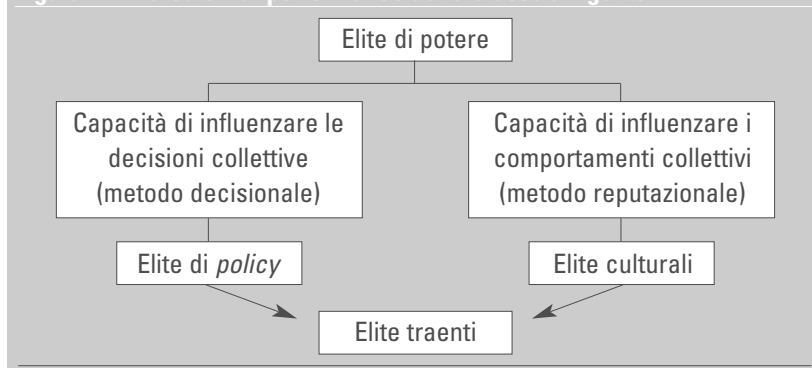 Elite di potere
Capacità di influenzare le
decisioni collettive
(metodo decisionale)
Capacità di influenzare i
comportamenti collettivi
(metodo reputazionale)
Elite di policy
Elite culturali
Elite traenti